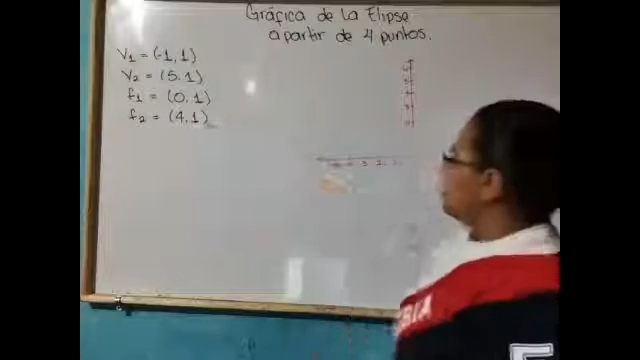 Gráfica de la Elipse
a partir de 4 puntos.
V1 = (-1, 1)
V2 = (5, 1)
f1 = (0, 1)
f2 = (4, 1)